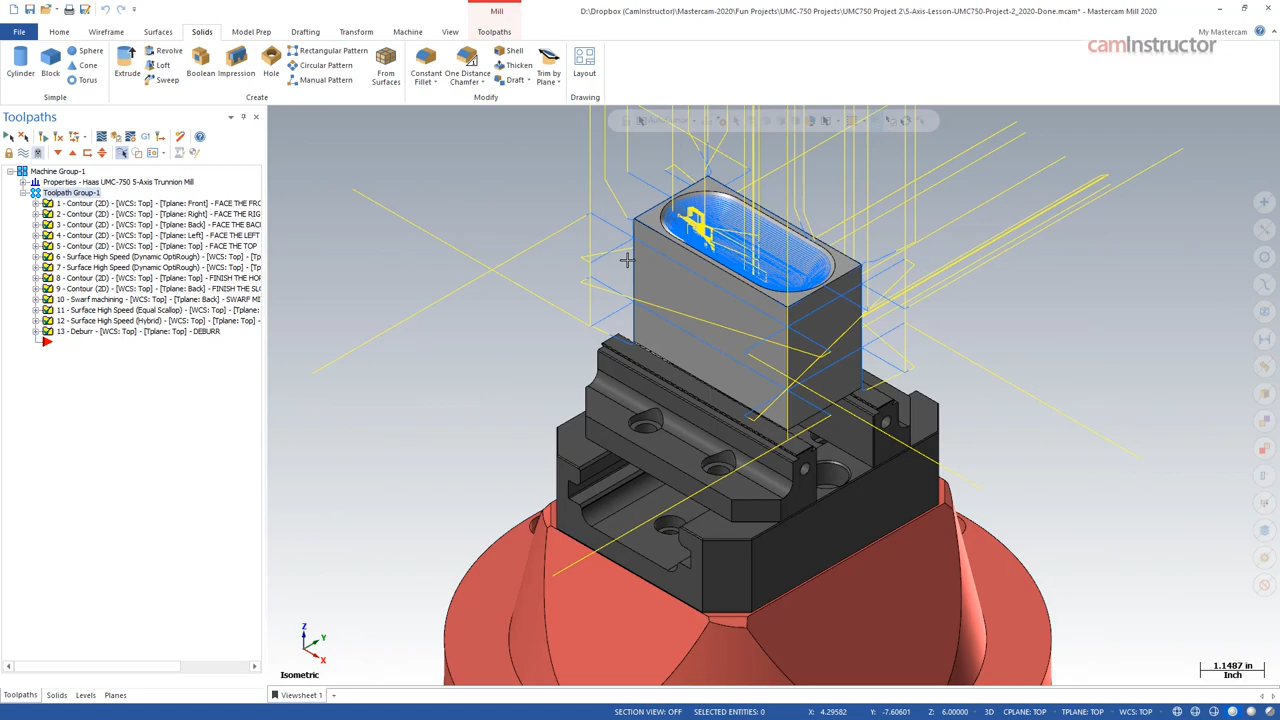 Mill
D:\Dropbox (CamInstructor)\Fun Projects\UMC-750 Projects\UMC750 Project 2\5-Axis-Lesson-UMC750-Project-2_2020-Done.mcam* - Mastercam Mill 2020
File Home Wireframe Surfaces Solids Model Prep Drafting Transform Machine View Toolpaths My Mastercam
camInstructor
Cylinder Block Sphere Cone Torus
Simple
Extrude Revolve Loft Sweep Boolean Impression Hole Rectangular Pattern Circular Pattern Manual Pattern From Surfaces
Create
Constant Fillet One Distance Chamfer Shell Thicken Draft Trim by Plane
Modify
Layout
Drawing
Toolpaths
G1
Machine Group-1
Properties - Haas UMC-750 5-Axis Trunnion Mill
Toolpath Group-1
1 - Contour (2D) - [WCS: Top] - [Tplane: Front] - FACE THE FRO
2 - Contour (2D) - [WCS: Top] - [Tplane: Right] - FACE THE RIG
3 - Contour (2D) - [WCS: Top] - [Tplane: Back] - FACE THE BAC
4 - Contour (2D) - [WCS: Top] - [Tplane: Left] - FACE THE LEFT
5 - Contour (2D) - [WCS: Top] - [Tplane: Top] - FACE THE TOP
6 - Surface High Speed (Dynamic OptiRough) - [WCS: Top] - [T
7 - Surface High Speed (Dynamic OptiRough) - [WCS: Top] - [T
8 - Contour (2D) - [WCS: Top] - [Tplane: Front] - FINISH THE HOR
9 - Contour (2D) - [WCS: Top] - [Tplane: Back] - FINISH THE SLO
10 - Swarf machining - [WCS: Top] - [Tplane: Back] - SWARF MI
11 - Surface High Speed (Equal Scallop) - [WCS: Top] - [Tplane:
12 - Surface High Speed (Hybrid) - [WCS: Top] - [Tplane: Top] -
13 - Deburr - [WCS: Top] - [Tplane: Top] - DEBURR
Z
Y
X
Isometric
1.1487 in
Inch
Toolpaths Solids Levels Planes
Viewsheet 1 +
SECTION VIEW: OFF SELECTED ENTITIES: 0 X: 4.29582 Y: -7.60601 Z: 6.00000 3D CPLANE: TOP TPLANE: TOP WCS: TOP